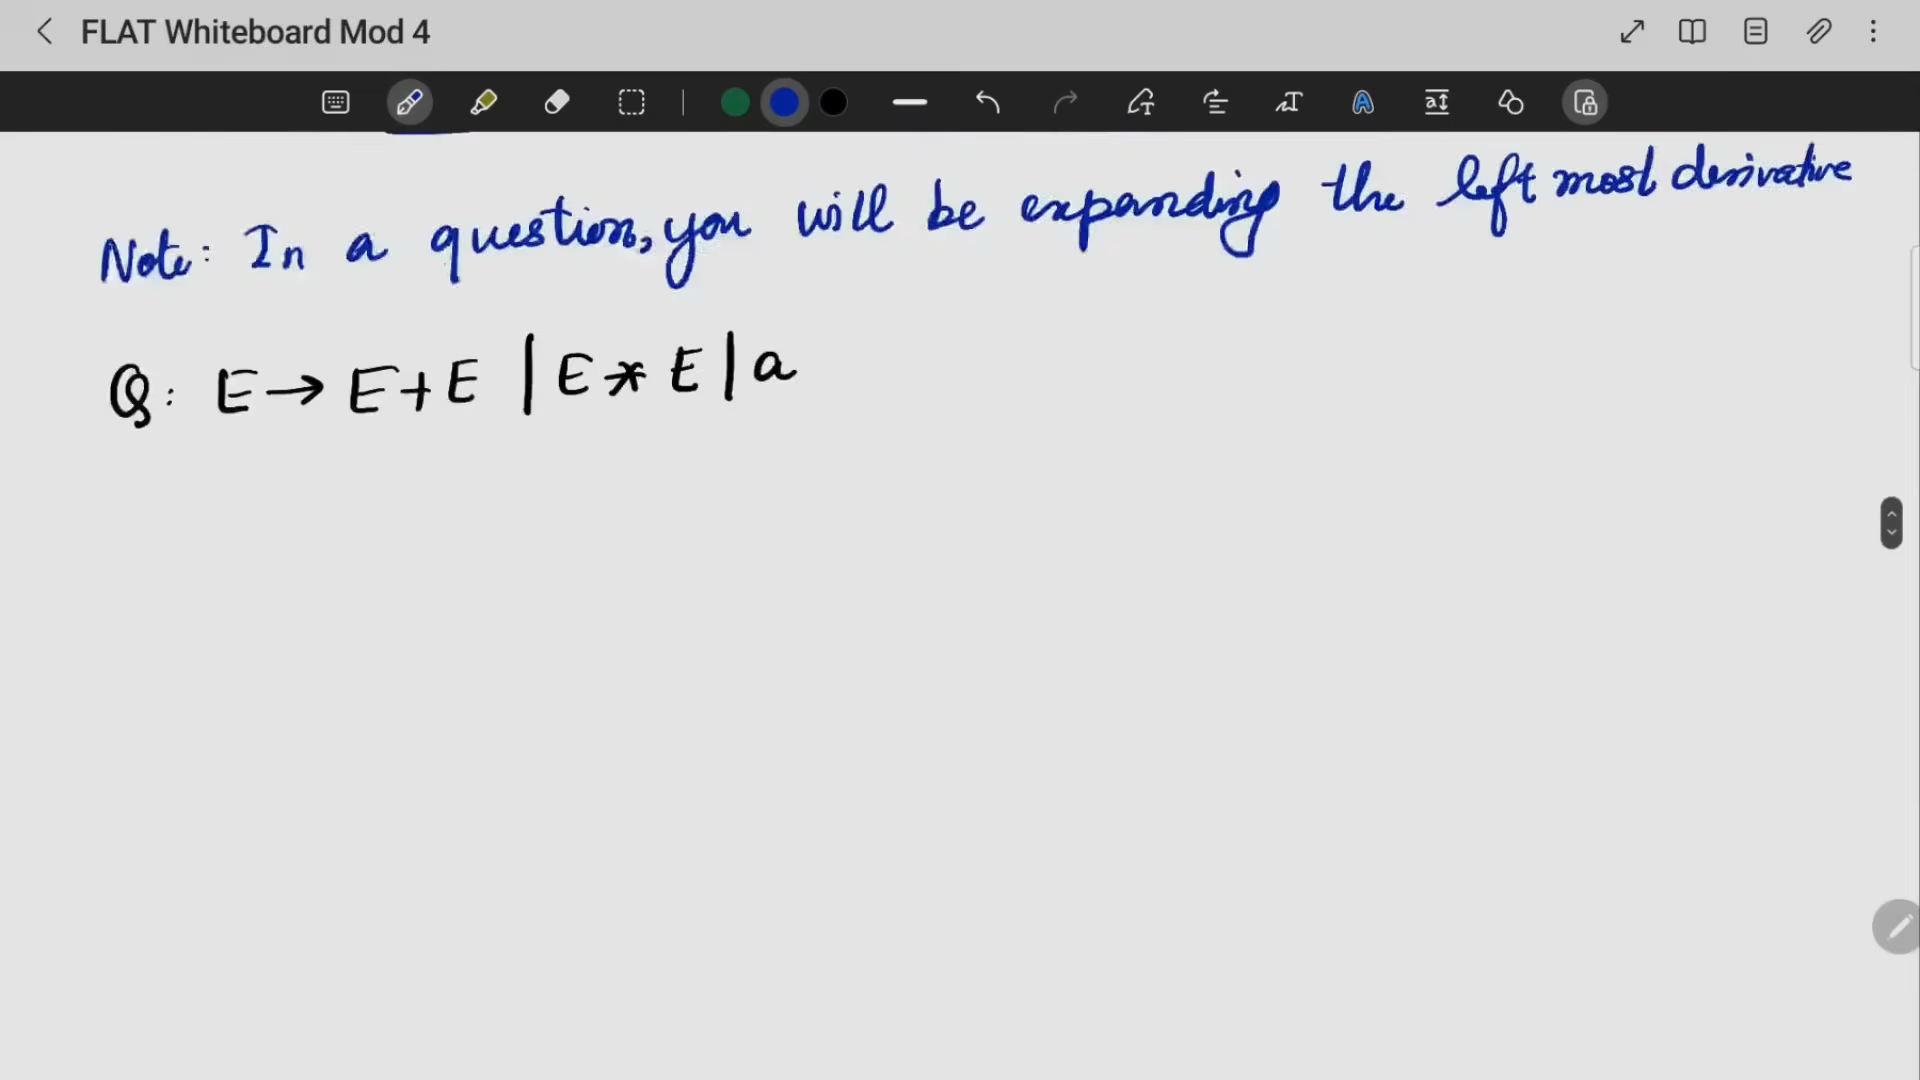 FLAT Whiteboard Mod 4
Note: In a question, you will be expanding the left most derivative
Q: E → E + E | E * E | a